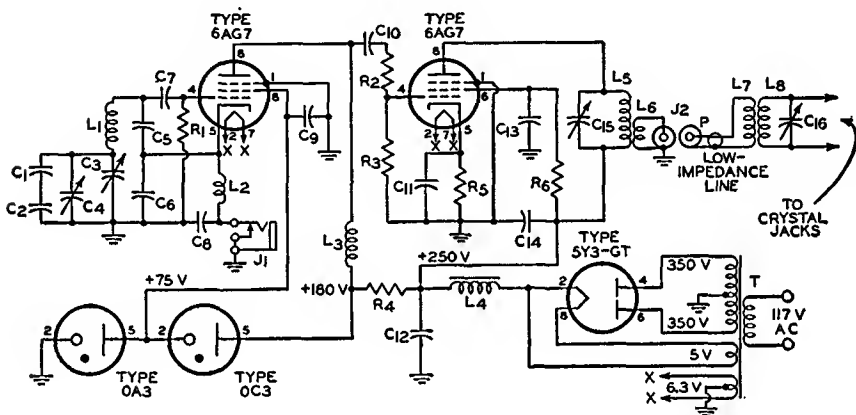 TYPE
6AG7
TYPE
6AG7
8
C10
8
C7
4
1
6
5
2
7
X
X
R2
4
1
6
2
7
5
X
X
L5
L6
J2
P
L7
L8
L1
C5
R1
C9
C13
C15
C16
C1
C3
C4
C2
C6
L2
R3
C11
R5
R6
LOW-
IMPEDANCE
LINE
C8
J1
L3
C14
TO
CRYSTAL
JACKS
+75 V
+180 V
R4
+250 V
L4
TYPE
5Y3-GT
2
4
8
6
350 V
350 V
T
117 V
AC
C12
5 V
X
6.3 V
X
2
5
2
5
TYPE
0A3
TYPE
0C3